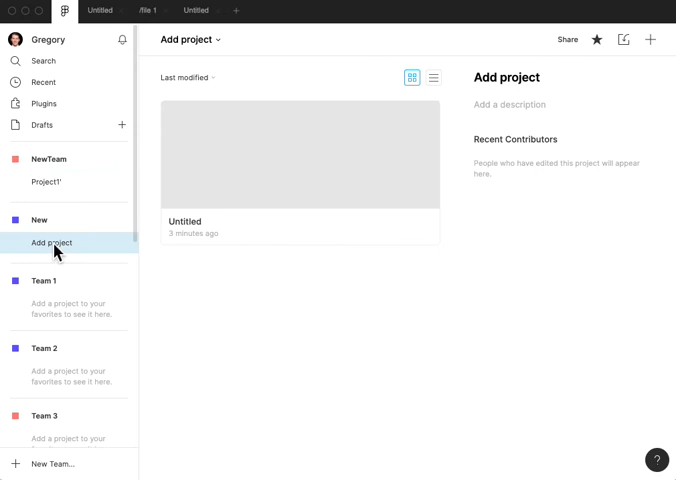 Untitled
/file 1
Untitled
+
Gregory
Search
Recent
Plugins
Drafts
NewTeam
Project1'
New
Add project
Team 1
Add a project to your
favorites to see it here.
Team 2
Add a project to your
favorites to see it here.
Team 3
Add a project to your
New Team...
Add project
Share
Last modified
Untitled
3 minutes ago
Add project
Add a description
Recent Contributors
People who have edited this project will appear
here.
?